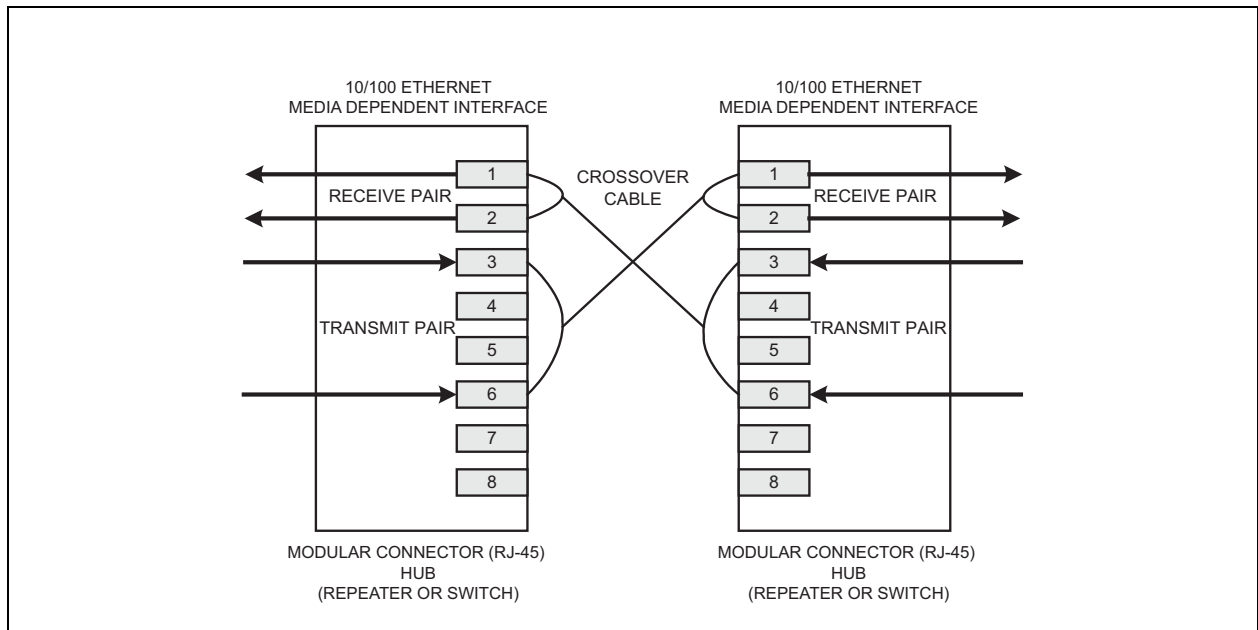 10/100 ETHERNET
MEDIA DEPENDENT INTERFACE
10/100 ETHERNET
MEDIA DEPENDENT INTERFACE
1
RECEIVE PAIR
2
3
4
TRANSMIT PAIR
5
6
7
8
CROSSOVER
CABLE
1
RECEIVE PAIR
2
3
4
TRANSMIT PAIR
5
6
7
8
MODULAR CONNECTOR (RJ-45)
HUB
(REPEATER OR SWITCH)
MODULAR CONNECTOR (RJ-45)
HUB
(REPEATER OR SWITCH)